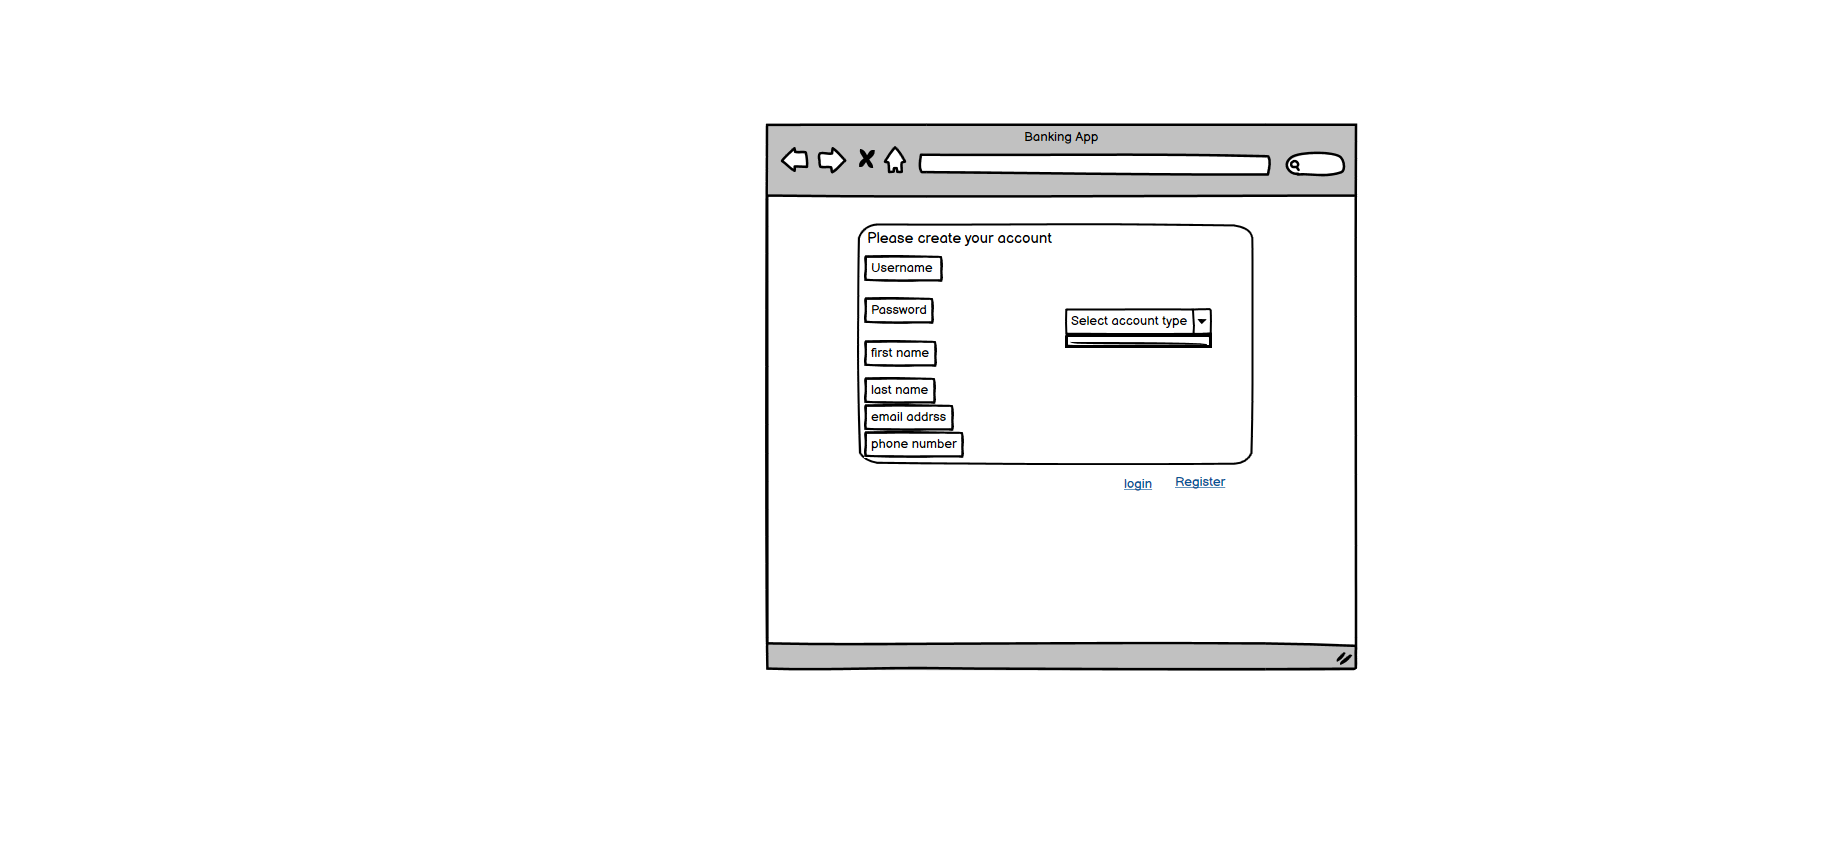 Banking App
Please create your account
Username
Password
Select account type
first name
last name
email addrss
phone number
login
Register